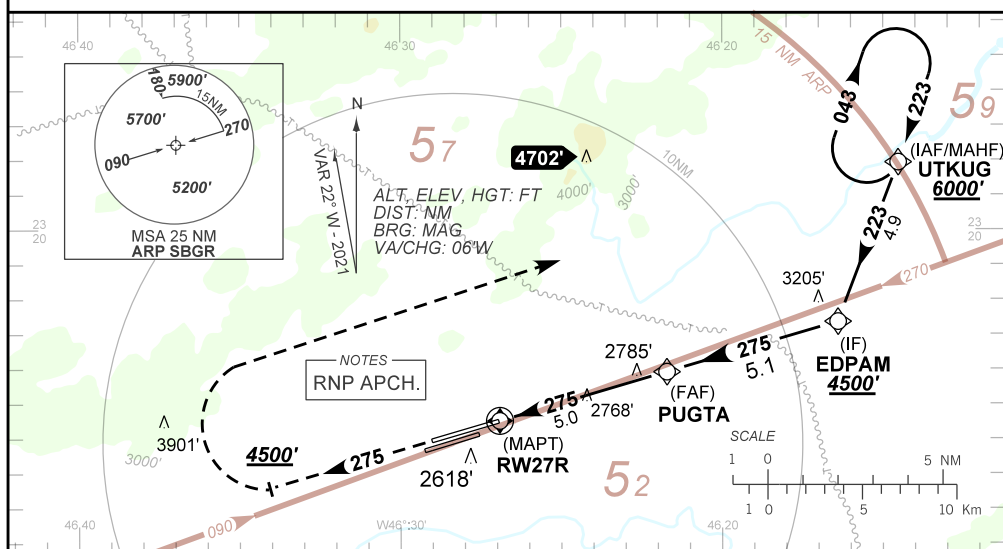 46 40
46 30
46 20
15 NM ARP
180
5900'
15NM
5700'
270
090
5200'
MSA 25 NM
ARP SBGR
N
VAR 22° W - 2021
57
ALT, ELEV, HGT: FT
DIST: NM
BRG: MAG
VA/CHG: 06'W
10NM
4702'
4000'
3000'
043
223
59
(IAF/MAHF)
UTKUG
6000'
223
4.9
23
20
23
20
270
3205'
(IF)
EDPAM
4500'
275
5.1
2785'
(FAF)
PUGTA
NOTES
RNP APCH.
275
5.0
2768'
(MAPT)
RW27R
3901'
3000'
4500'
275
2618'
52
SCALE
1 0 5 NM
1 0 5 10 Km
090
46 40
W46°:30'
46 20